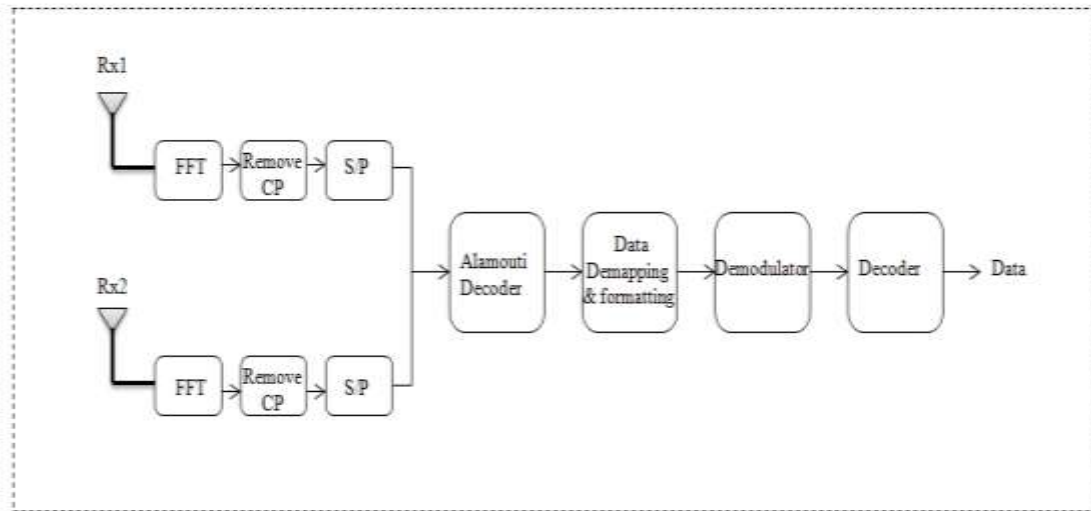 Rx1
FFT
Remove
CP
S/P
Rx2
FFT
Remove
CP
S/P
Alamouti
Decoder
Data
Demapping
& formatting
Demodulator
Decoder
Data